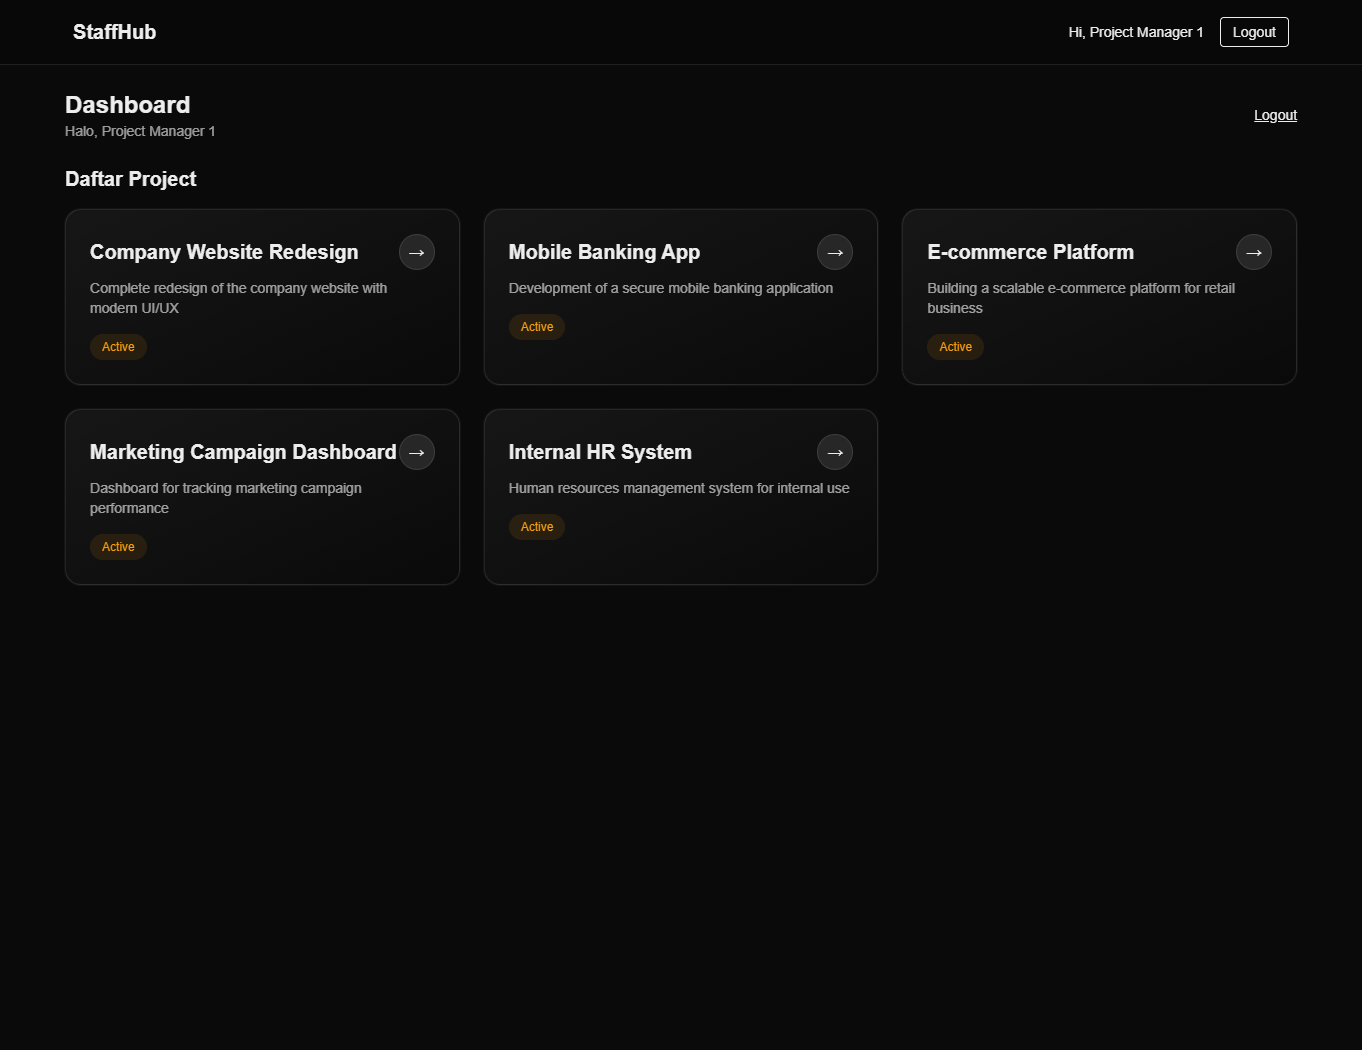 StaffHub
Hi, Project Manager 1
Logout
Dashboard
Halo, Project Manager 1
Logout
Daftar Project
Company Website Redesign
→
Complete redesign of the company website with
modern UI/UX
Active
Mobile Banking App
→
Development of a secure mobile banking application
Active
E-commerce Platform
→
Building a scalable e-commerce platform for retail
business
Active
Marketing Campaign Dashboard
→
Dashboard for tracking marketing campaign
performance
Active
Internal HR System
→
Human resources management system for internal use
Active